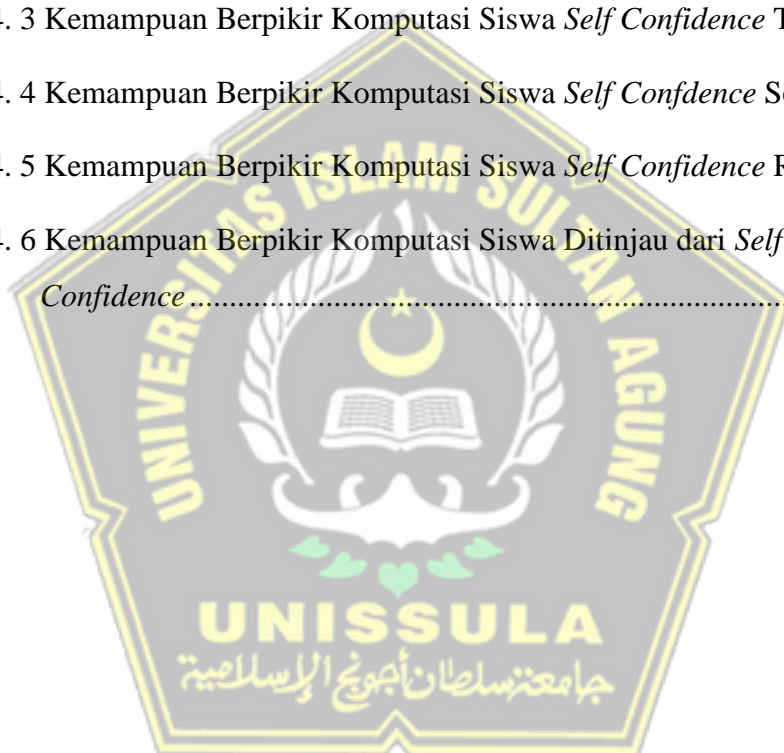 4. 3 Kemampuan Berpikir Komputasi Siswa Self Confidence
4. 4 Kemampuan Berpikir Komputasi Siswa Self Confdence
4. 5 Kemampuan Berpikir Komputasi Siswa Self Confidence
4. 6 Kemampuan Berpikir Komputasi Siswa Ditinjau dari Self
Confidence ............................................................................
UNIVERSITAS ISLAM SULTAN AGUNG
UNISSULA
جامعتنسلطان أجونج الإسلامية